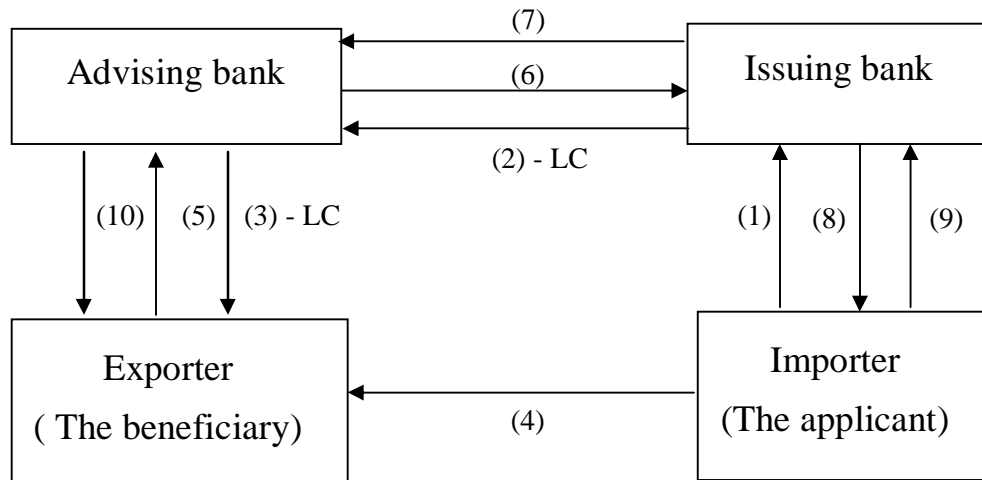 (7)
Advising bank
Issuing bank
(6)
(2) - LC
(10)
(5)
(3) - LC
(1)
(8)
(9)
Exporter
( The beneficiary)
Importer
(The applicant)
(4)